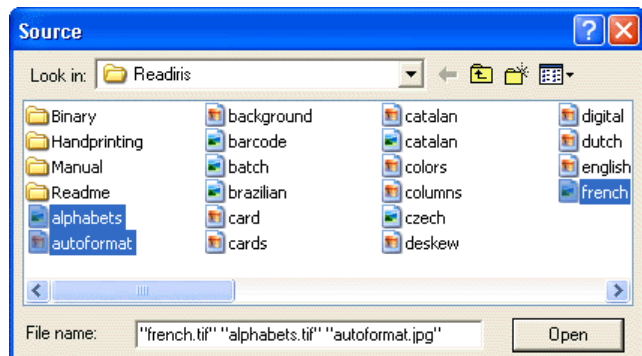 Source
Look in: Readiris
Binary background catalan digital
Handprinting barcode catalan dutch
Manual batch colors english
Readme brazilian columns french
alphabets card czech
autoformat cards deskew
File name: "french.tif" "alphabets.tif" "autoformat.jpg" Open